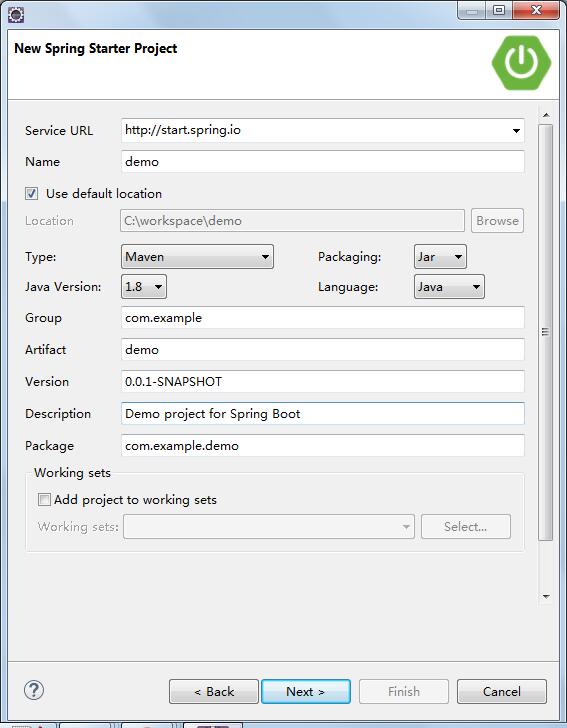 New Spring Starter Project
Service URL http://start.spring.io
Name demo
Use default location
Location C:\workspace\demo Browse
Type: Maven Packaging: Jar
Java Version: 1.8 Language: Java
Group com.example
Artifact demo
Version 0.0.1-SNAPSHOT
Description Demo project for Spring Boot
Package com.example.demo
Working sets
Add project to working sets
Working sets: Select...
? < Back Next > Finish Cancel